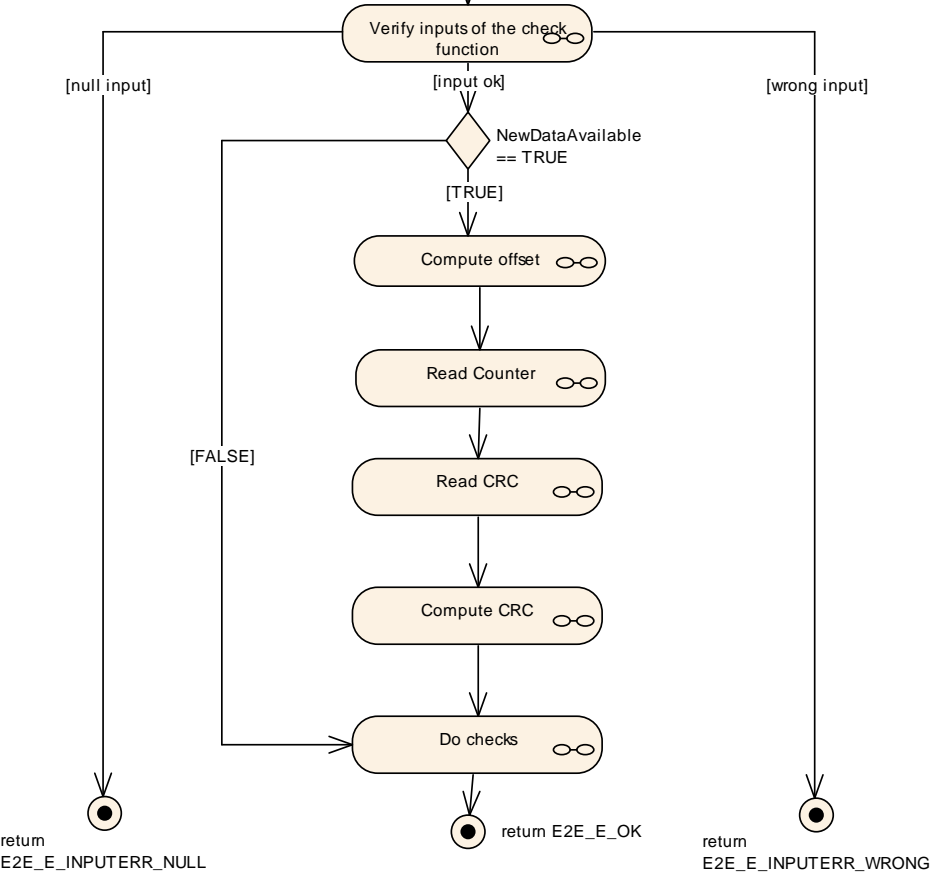 Verify inputs of the check
function
[null input]
[input ok]
[wrong input]
NewDataAvailable
== TRUE
[TRUE]
Compute offset
Read Counter
[FALSE]
Read CRC
Compute CRC
Do checks
return
E2E_E_INPUTERR_NULL
return E2E_E_OK
return
E2E_E_INPUTERR_WRONG